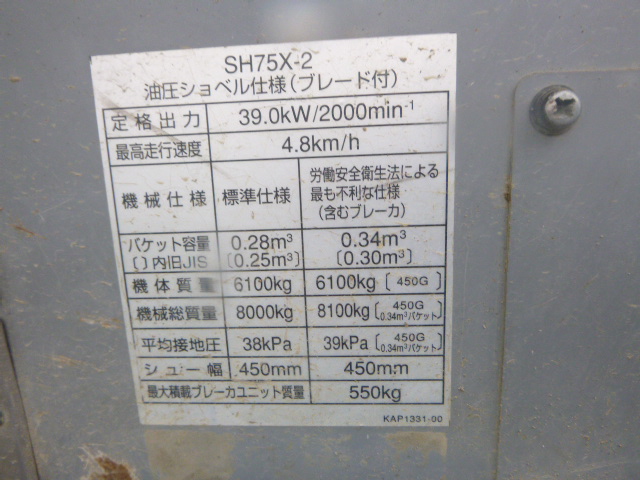 SH75X-2
油圧ショベル仕様(ブレード付)
定格出力 39.0kW/2000min⁻¹
最高走行速度 4.8km/h
機械仕様 標準仕様 労働安全衛生法による
最も不利な仕様
(含むブレーカ)
バケット容量 0.28m³ 0.34m³
〔 〕内旧JIS 〔0.25m³〕 〔0.30m³〕
機体質量 6100kg 6100kg〔450G〕
機械総質量 8000kg 8100kg〔450G
0.34m³バケット〕
平均接地圧 38kPa 39kPa〔450G
0.34m³バケット〕
シュー幅 450mm 450mm
最大積載ブレーカユニット質量 550kg
KAP1331-00